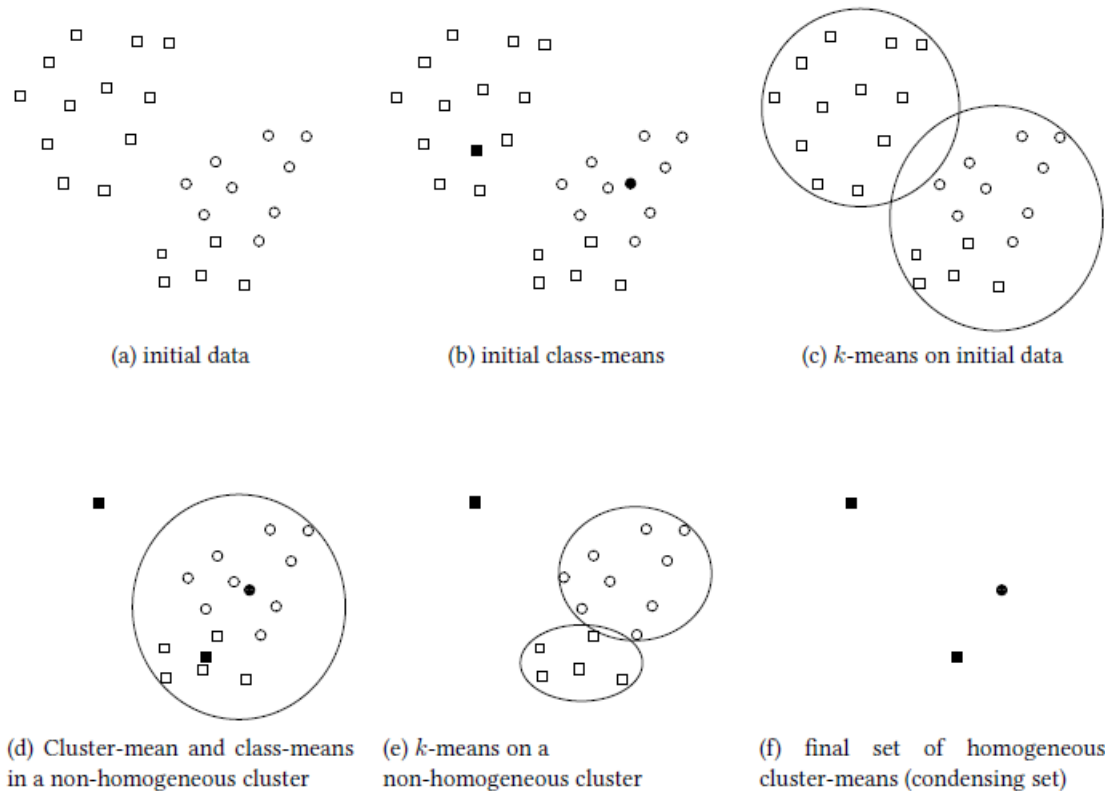 (a) initial data
(b) initial class-means
(c) k-means on initial data
(d) Cluster-mean and class-means
in a non-homogeneous cluster
(e) k-means on a
non-homogeneous cluster
(f) final set of homogeneous
cluster-means (condensing set)